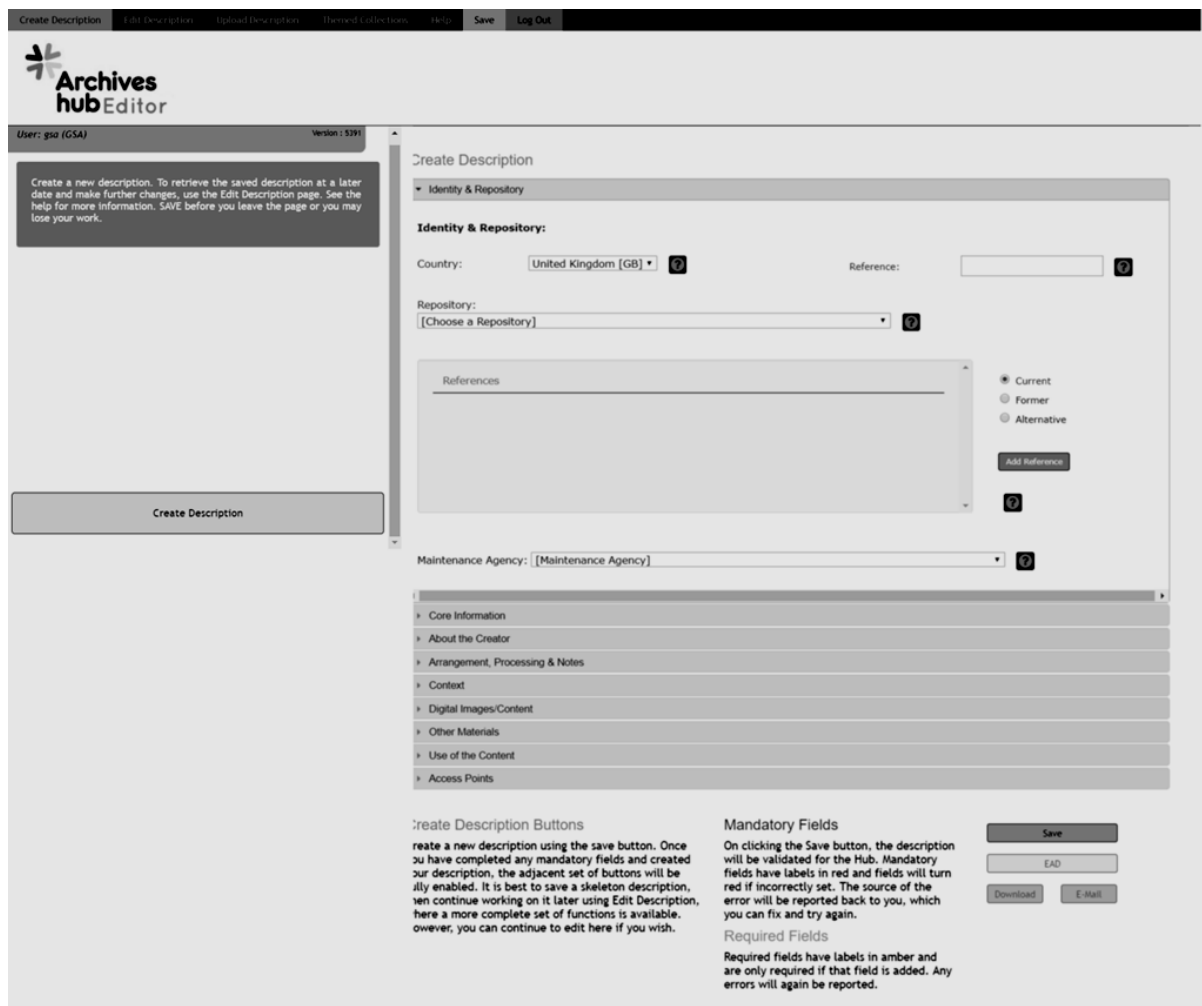 Create Description Edit Description Upload Description Themed Collections Help Save Log Out
Archives
hub Editor
User: gsa (GSA) Version : 5391
Create a new description. To retrieve the saved description at a later
date and make further changes, use the Edit Description page. See the
help for more information. SAVE before you leave the page or you may
lose your work.
Create Description
Create Description
Identity & Repository
Identity & Repository:
Country: United Kingdom [GB] Reference:
Repository:
[Choose a Repository]
References
Current
Former
Alternative
Add Reference
Maintenance Agency: [Maintenance Agency]
Core Information
About the Creator
Arrangement, Processing & Notes
Context
Digital Images/Content
Other Materials
Use of the Content
Access Points
Create Description Buttons
reate a new description using the save button. Once
ou have completed any mandatory fields and created
our description, the adjacent set of buttons will be
ully enabled. It is best to save a skeleton description,
hen continue working on it later using Edit Description,
here a more complete set of functions is available.
owever, you can continue to edit here if you wish.
Mandatory Fields
On clicking the Save button, the description
will be validated for the Hub. Mandatory
fields have labels in red and fields will turn
red if incorrectly set. The source of the
error will be reported back to you, which
you can fix and try again.
Required Fields
Required fields have labels in amber and
are only required if that field is added. Any
errors will again be reported.
Save
EAD
Download E-Mail